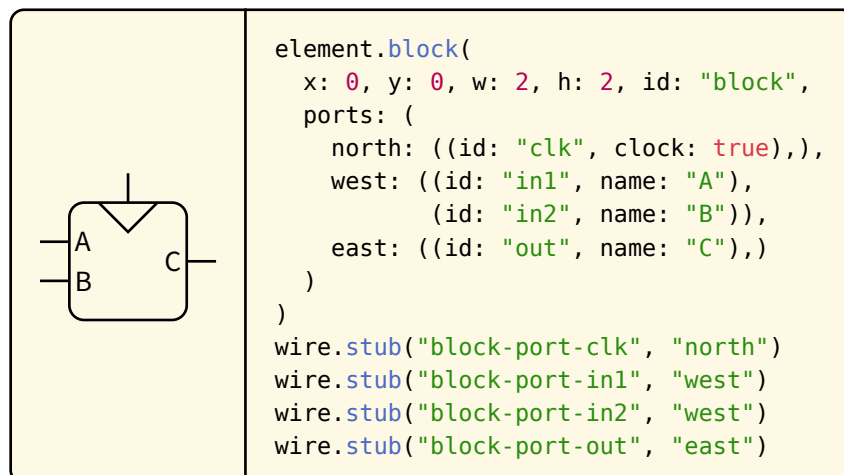 A
B
C
element.block(
  x: 0, y: 0, w: 2, h: 2, id: "block",
  ports: (
    north: ((id: "clk", clock: true),),
    west: ((id: "in1", name: "A"),
           (id: "in2", name: "B")),
    east: ((id: "out", name: "C"),)
  )
)
wire.stub("block-port-clk", "north")
wire.stub("block-port-in1", "west")
wire.stub("block-port-in2", "west")
wire.stub("block-port-out", "east")